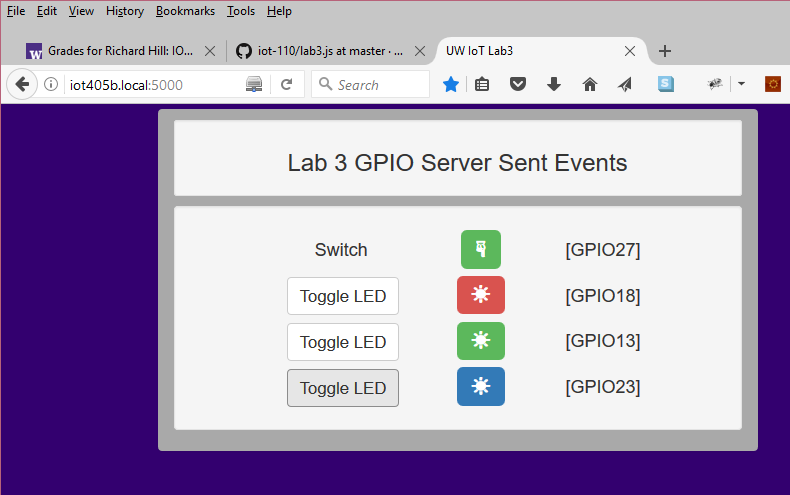 File Edit View History Bookmarks Tools Help
W Grades for Richard Hill: IO... iot-110/lab3.js at master · ... UW IoT Lab3
iot405b.local:5000 Search S
Lab 3 GPIO Server Sent Events
Switch [GPIO27]
Toggle LED [GPIO18]
Toggle LED [GPIO13]
Toggle LED [GPIO23]